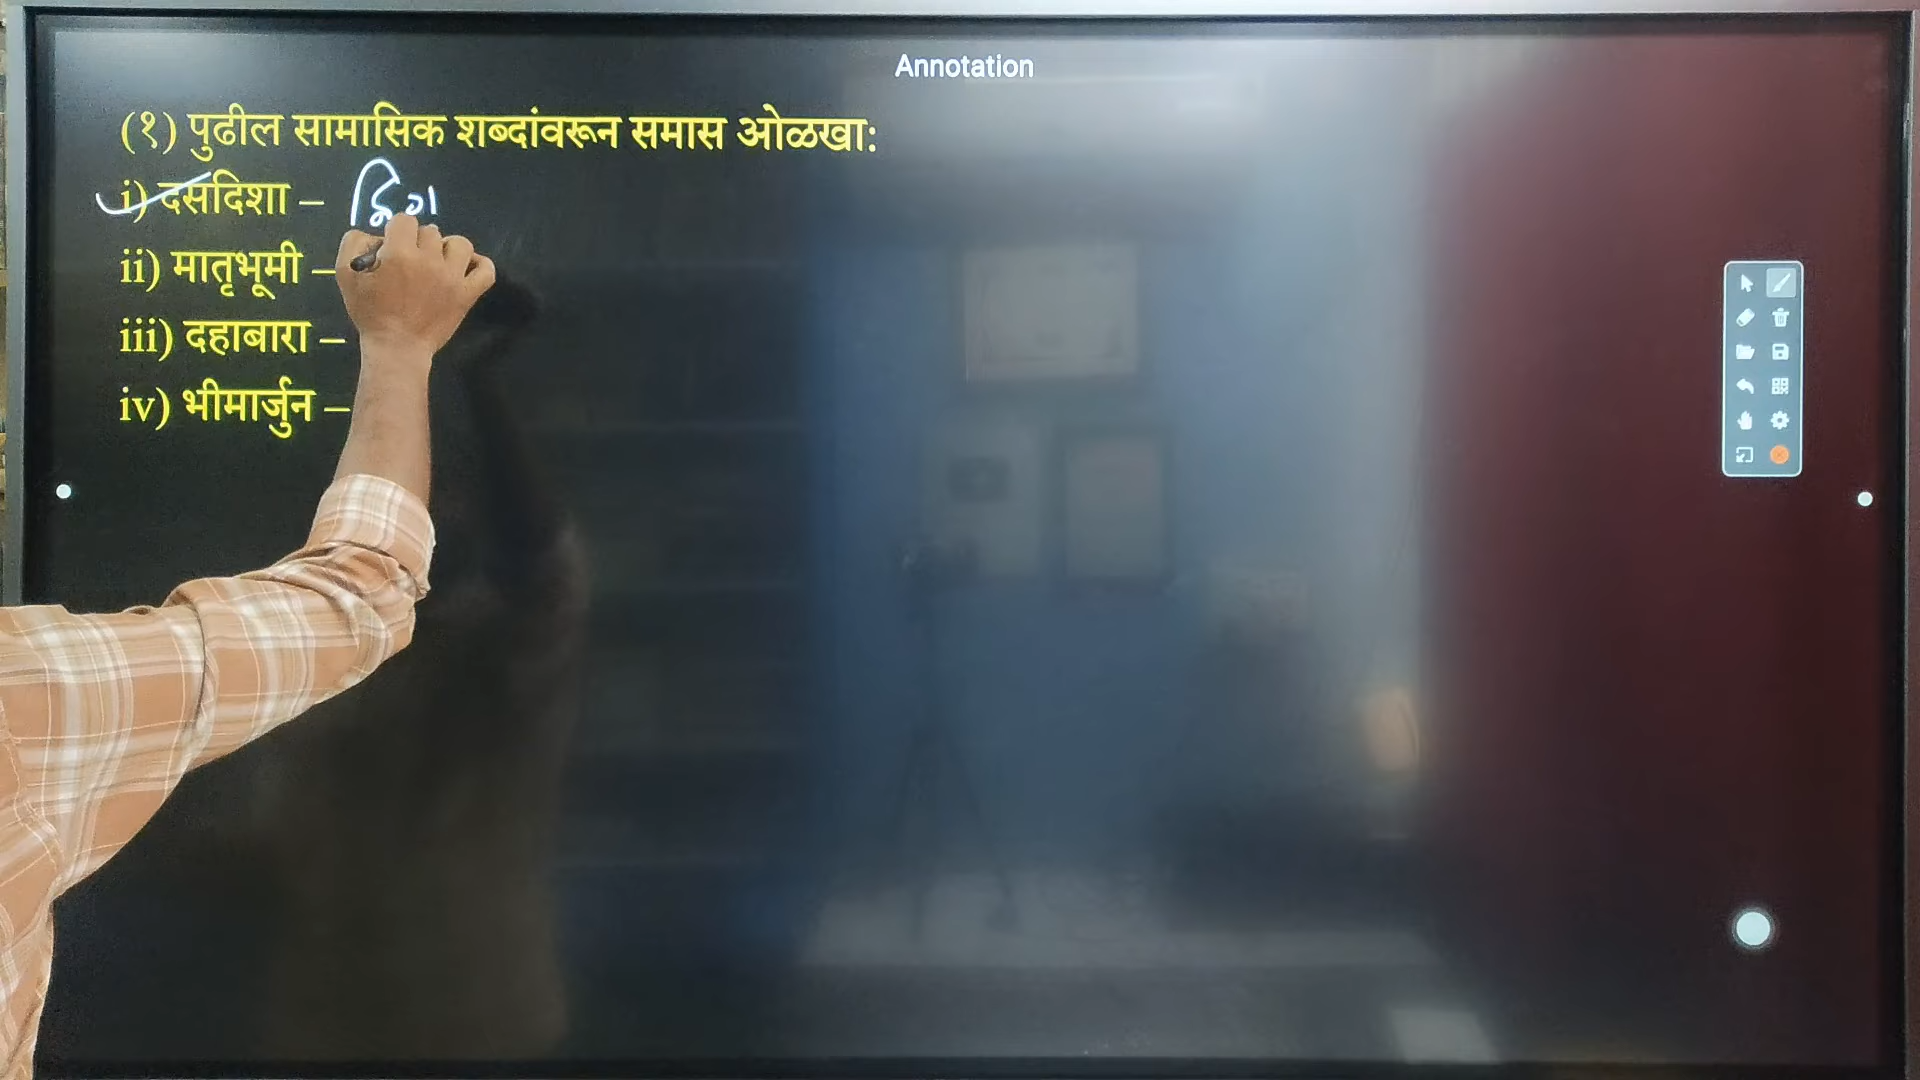 Annotation
(१) पुढील सामासिक शब्दांवरून समास ओळखा:
i) दसदिशा – द्विग
ii) मातृभूमी –
iii) दहाबारा –
iv) भीमार्जुन –